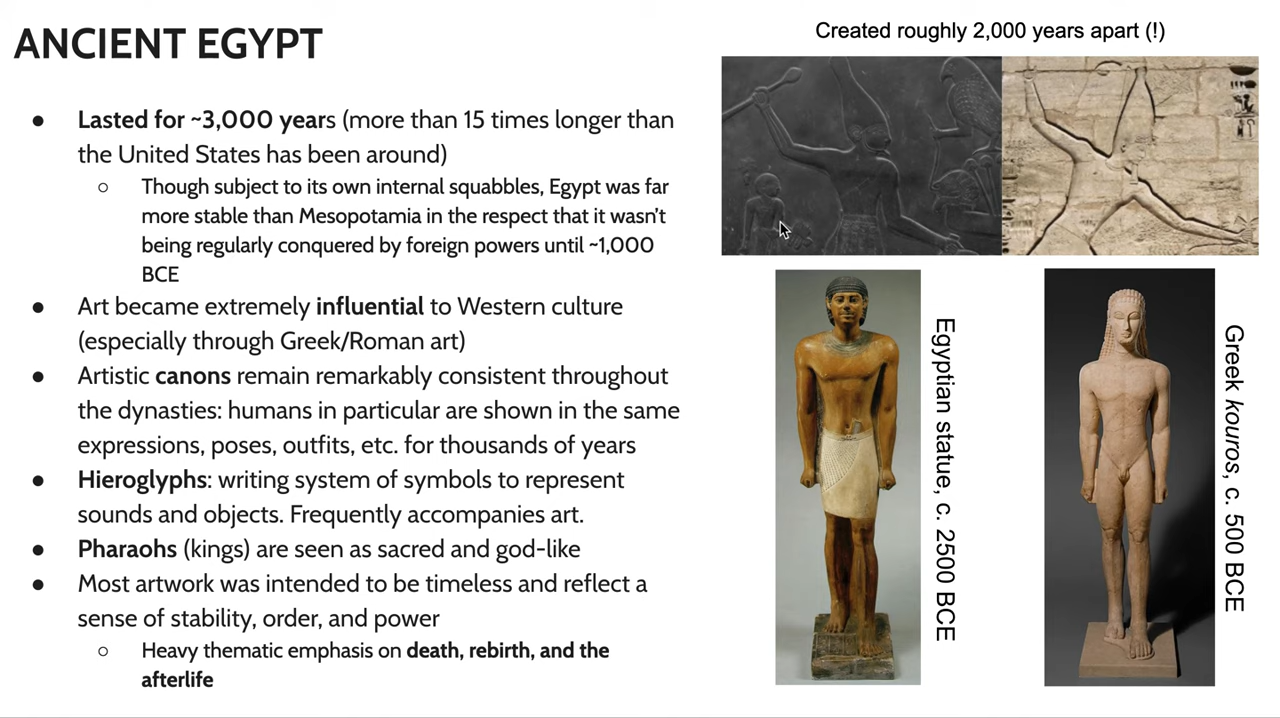 ANCIENT EGYPT
● Lasted for ~3,000 years (more than 15 times longer than
the United States has been around)
○ Though subject to its own internal squabbles, Egypt was far
more stable than Mesopotamia in the respect that it wasn't
being regularly conquered by foreign powers until ~1,000
BCE
● Art became extremely influential to Western culture
(especially through Greek/Roman art)
● Artistic canons remain remarkably consistent throughout
the dynasties: humans in particular are shown in the same
expressions, poses, outfits, etc. for thousands of years
● Hieroglyphs: writing system of symbols to represent
sounds and objects. Frequently accompanies art.
● Pharaohs (kings) are seen as sacred and god-like
● Most artwork was intended to be timeless and reflect a
sense of stability, order, and power
○ Heavy thematic emphasis on death, rebirth, and the
afterlife
Created roughly 2,000 years apart (!)
Egyptian statue, c. 2500 BCE
Greek kouros, c. 500 BCE